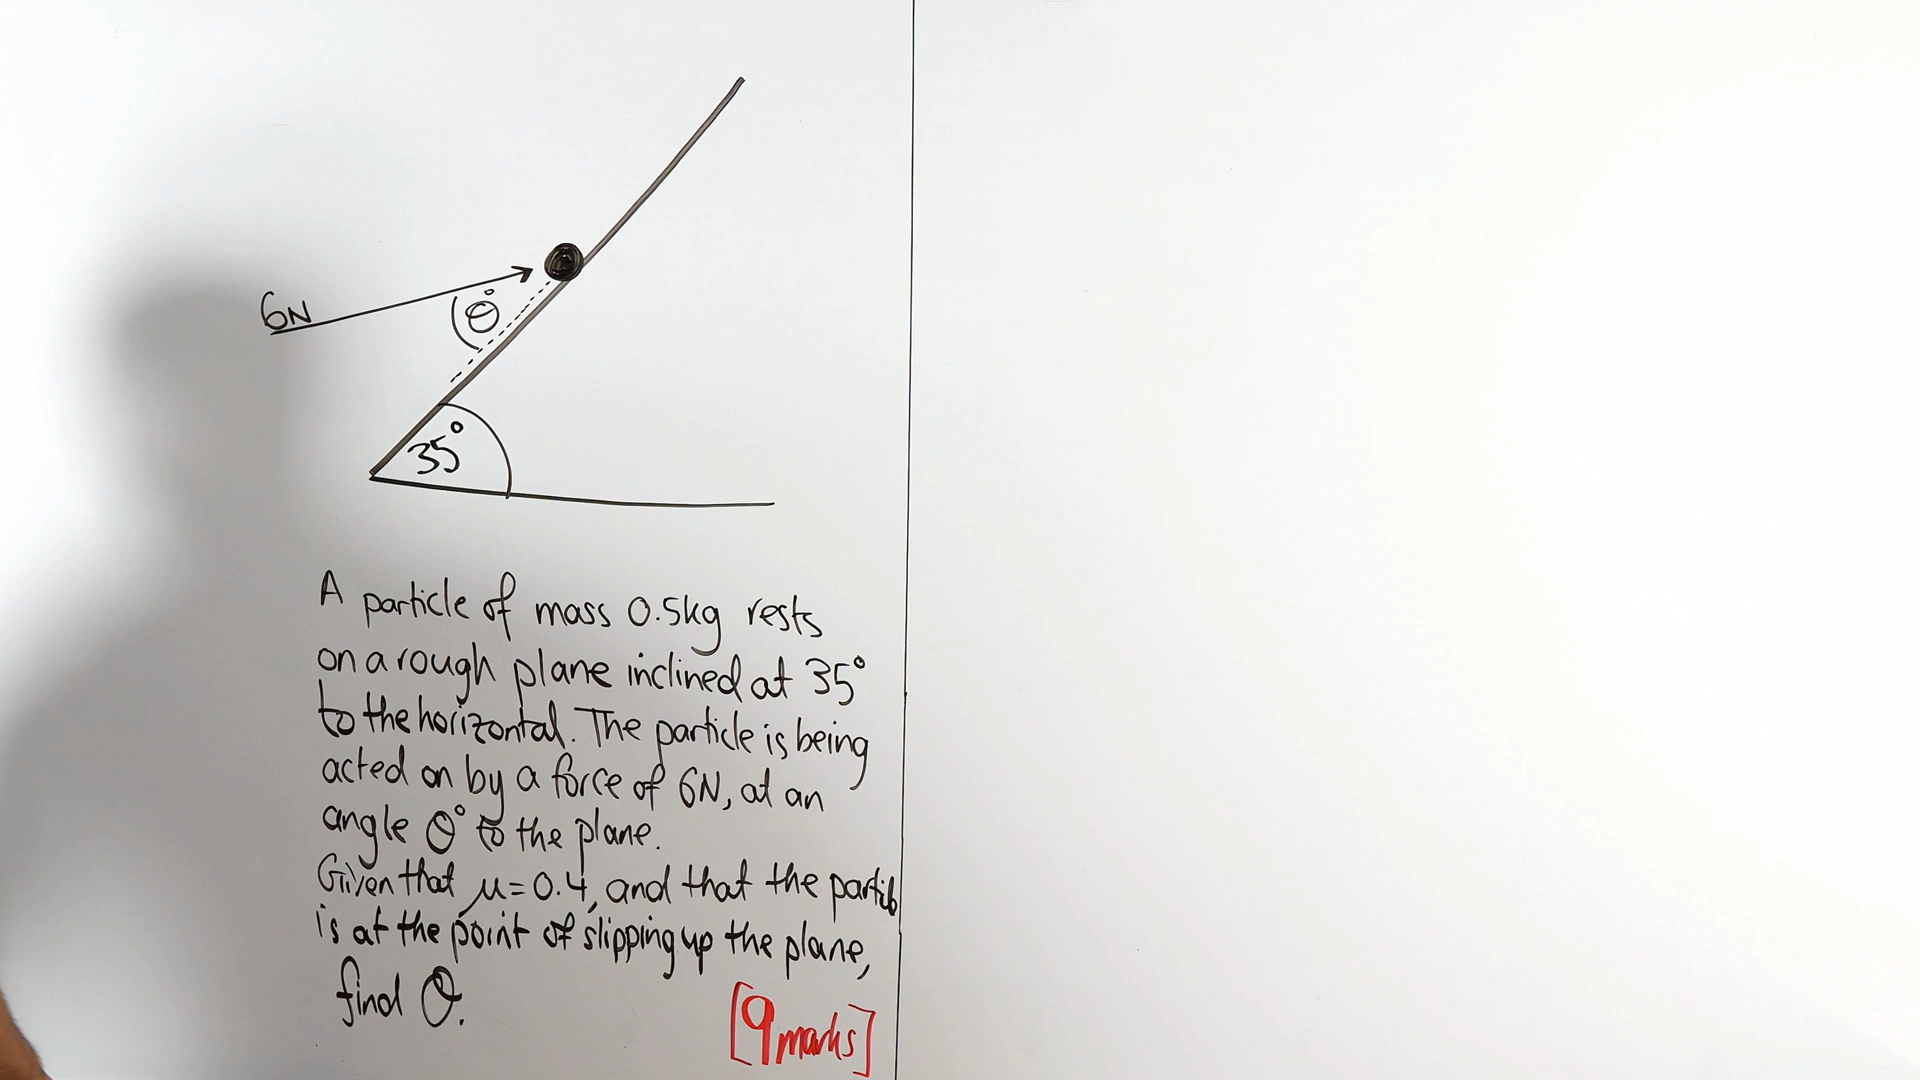 6N
θ°
35°
A particle of mass 0.5kg rests
on a rough plane inclined at 35°
to the horizontal. The particle is being
acted on by a force of 6N, at an
angle θ° to the plane.
Given that μ=0.4, and that the particle
is at the point of slipping up the plane,
find θ.
[9 marks]